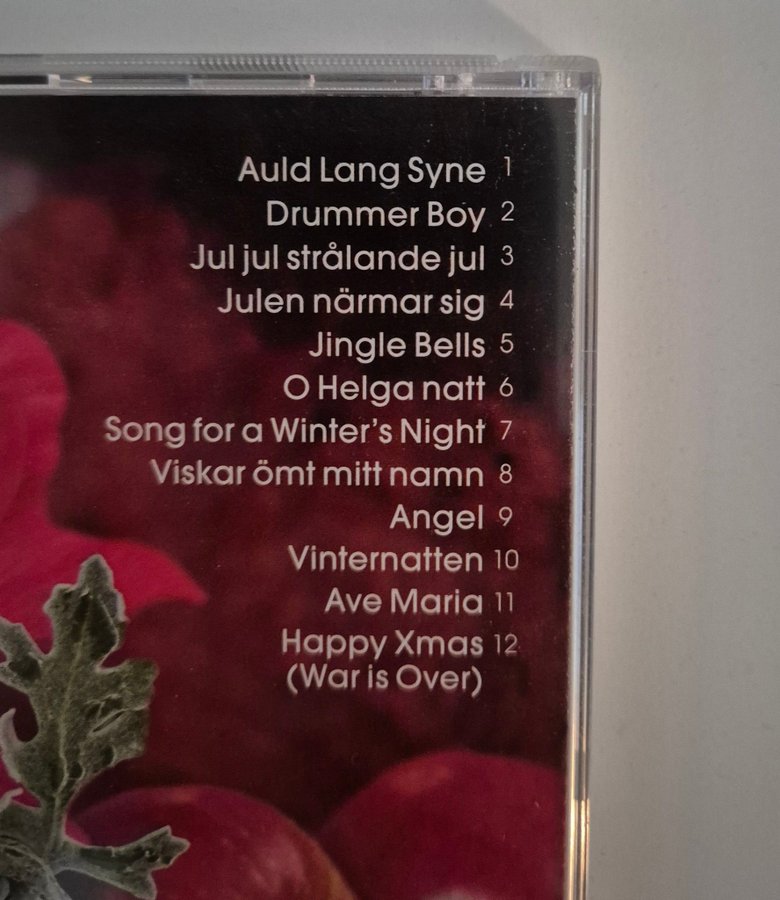 Auld Lang Syne 1
Drummer Boy 2
Jul jul strålande jul 3
Julen närmar sig 4
Jingle Bells 5
O Helga natt 6
Song for a Winter's Night 7
Viskar ömt mitt namn 8
Angel 9
Vinternatten 10
Ave Maria 11
Happy Xmas 12
(War is Over)